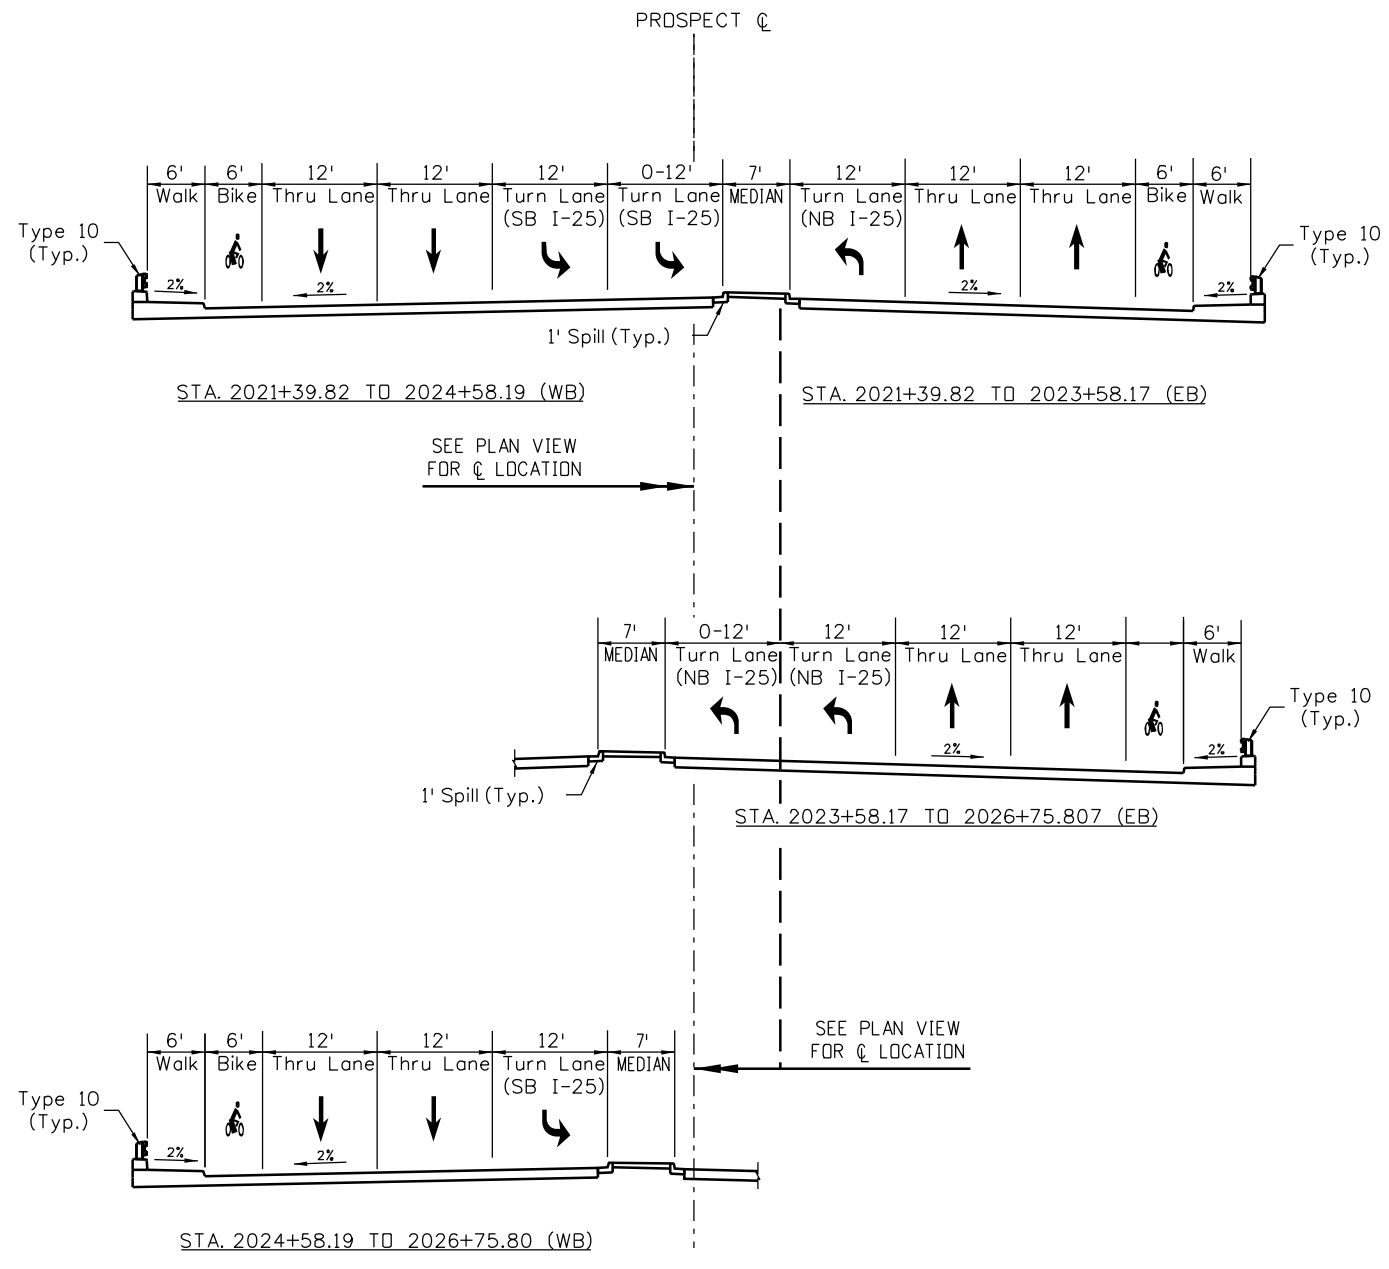 PROSPECT ℄
6' 6' 12' 12' 12' 0-12' 7' 12' 12' 12' 6' 6'
Walk Bike Thru Lane Thru Lane Turn Lane Turn Lane MEDIAN Turn Lane Thru Lane Thru Lane Bike Walk
(SB I-25) (SB I-25) (NB I-25)
Type 10
(Typ.)
Type 10
(Typ.)
2% 2% 2% 2%
1' Spill (Typ.)
STA. 2021+39.82 TO 2024+58.19 (WB)
STA. 2021+39.82 TO 2023+58.17 (EB)
SEE PLAN VIEW
FOR ℄ LOCATION
7' 0-12' 12' 12' 12' 6'
MEDIAN Turn Lane Turn Lane Thru Lane Thru Lane Walk
(NB I-25) (NB I-25)
Type 10
(Typ.)
2% 2%
1' Spill (Typ.)
STA. 2023+58.17 TO 2026+75.807 (EB)
SEE PLAN VIEW
FOR ℄ LOCATION
6' 6' 12' 12' 12' 7'
Walk Bike Thru Lane Thru Lane Turn Lane MEDIAN
(SB I-25)
Type 10
(Typ.)
2% 2%
STA. 2024+58.19 TO 2026+75.80 (WB)